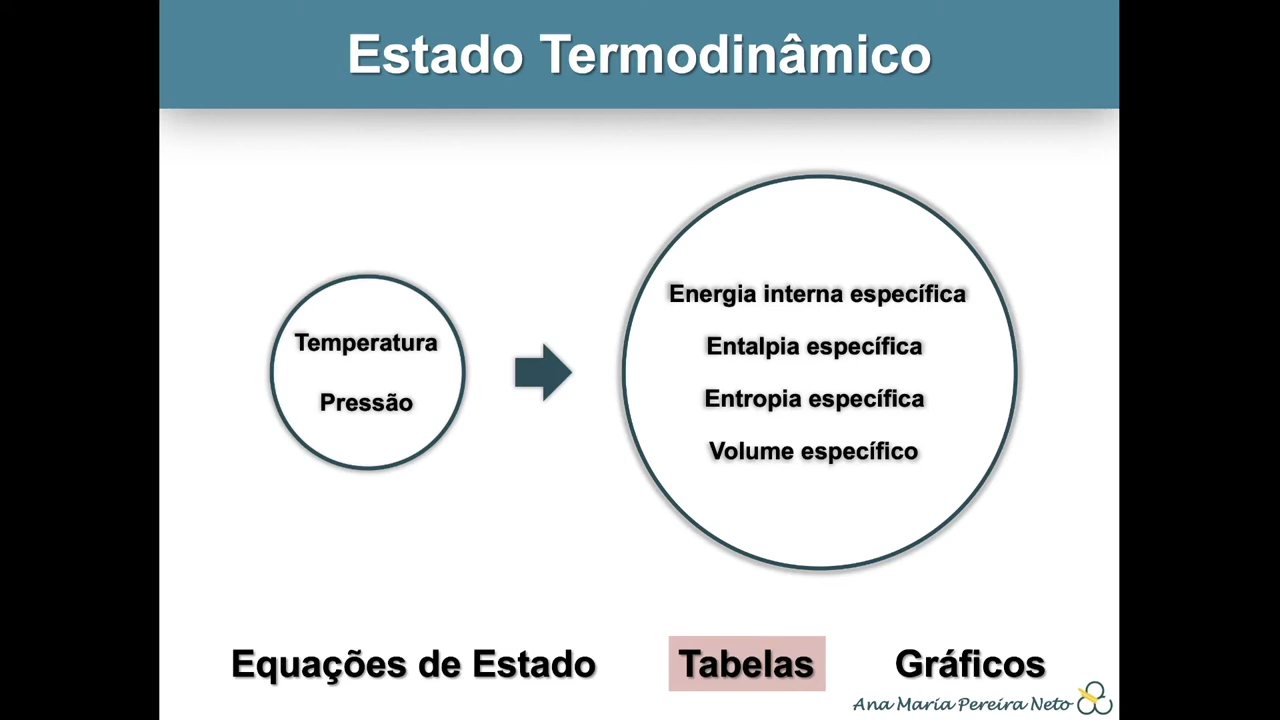 Estado Termodinâmico
Temperatura
Pressão
Energia interna específica
Entalpia específica
Entropia específica
Volume específico
Equações de Estado
Tabelas
Gráficos
Ana Maria Pereira Neto